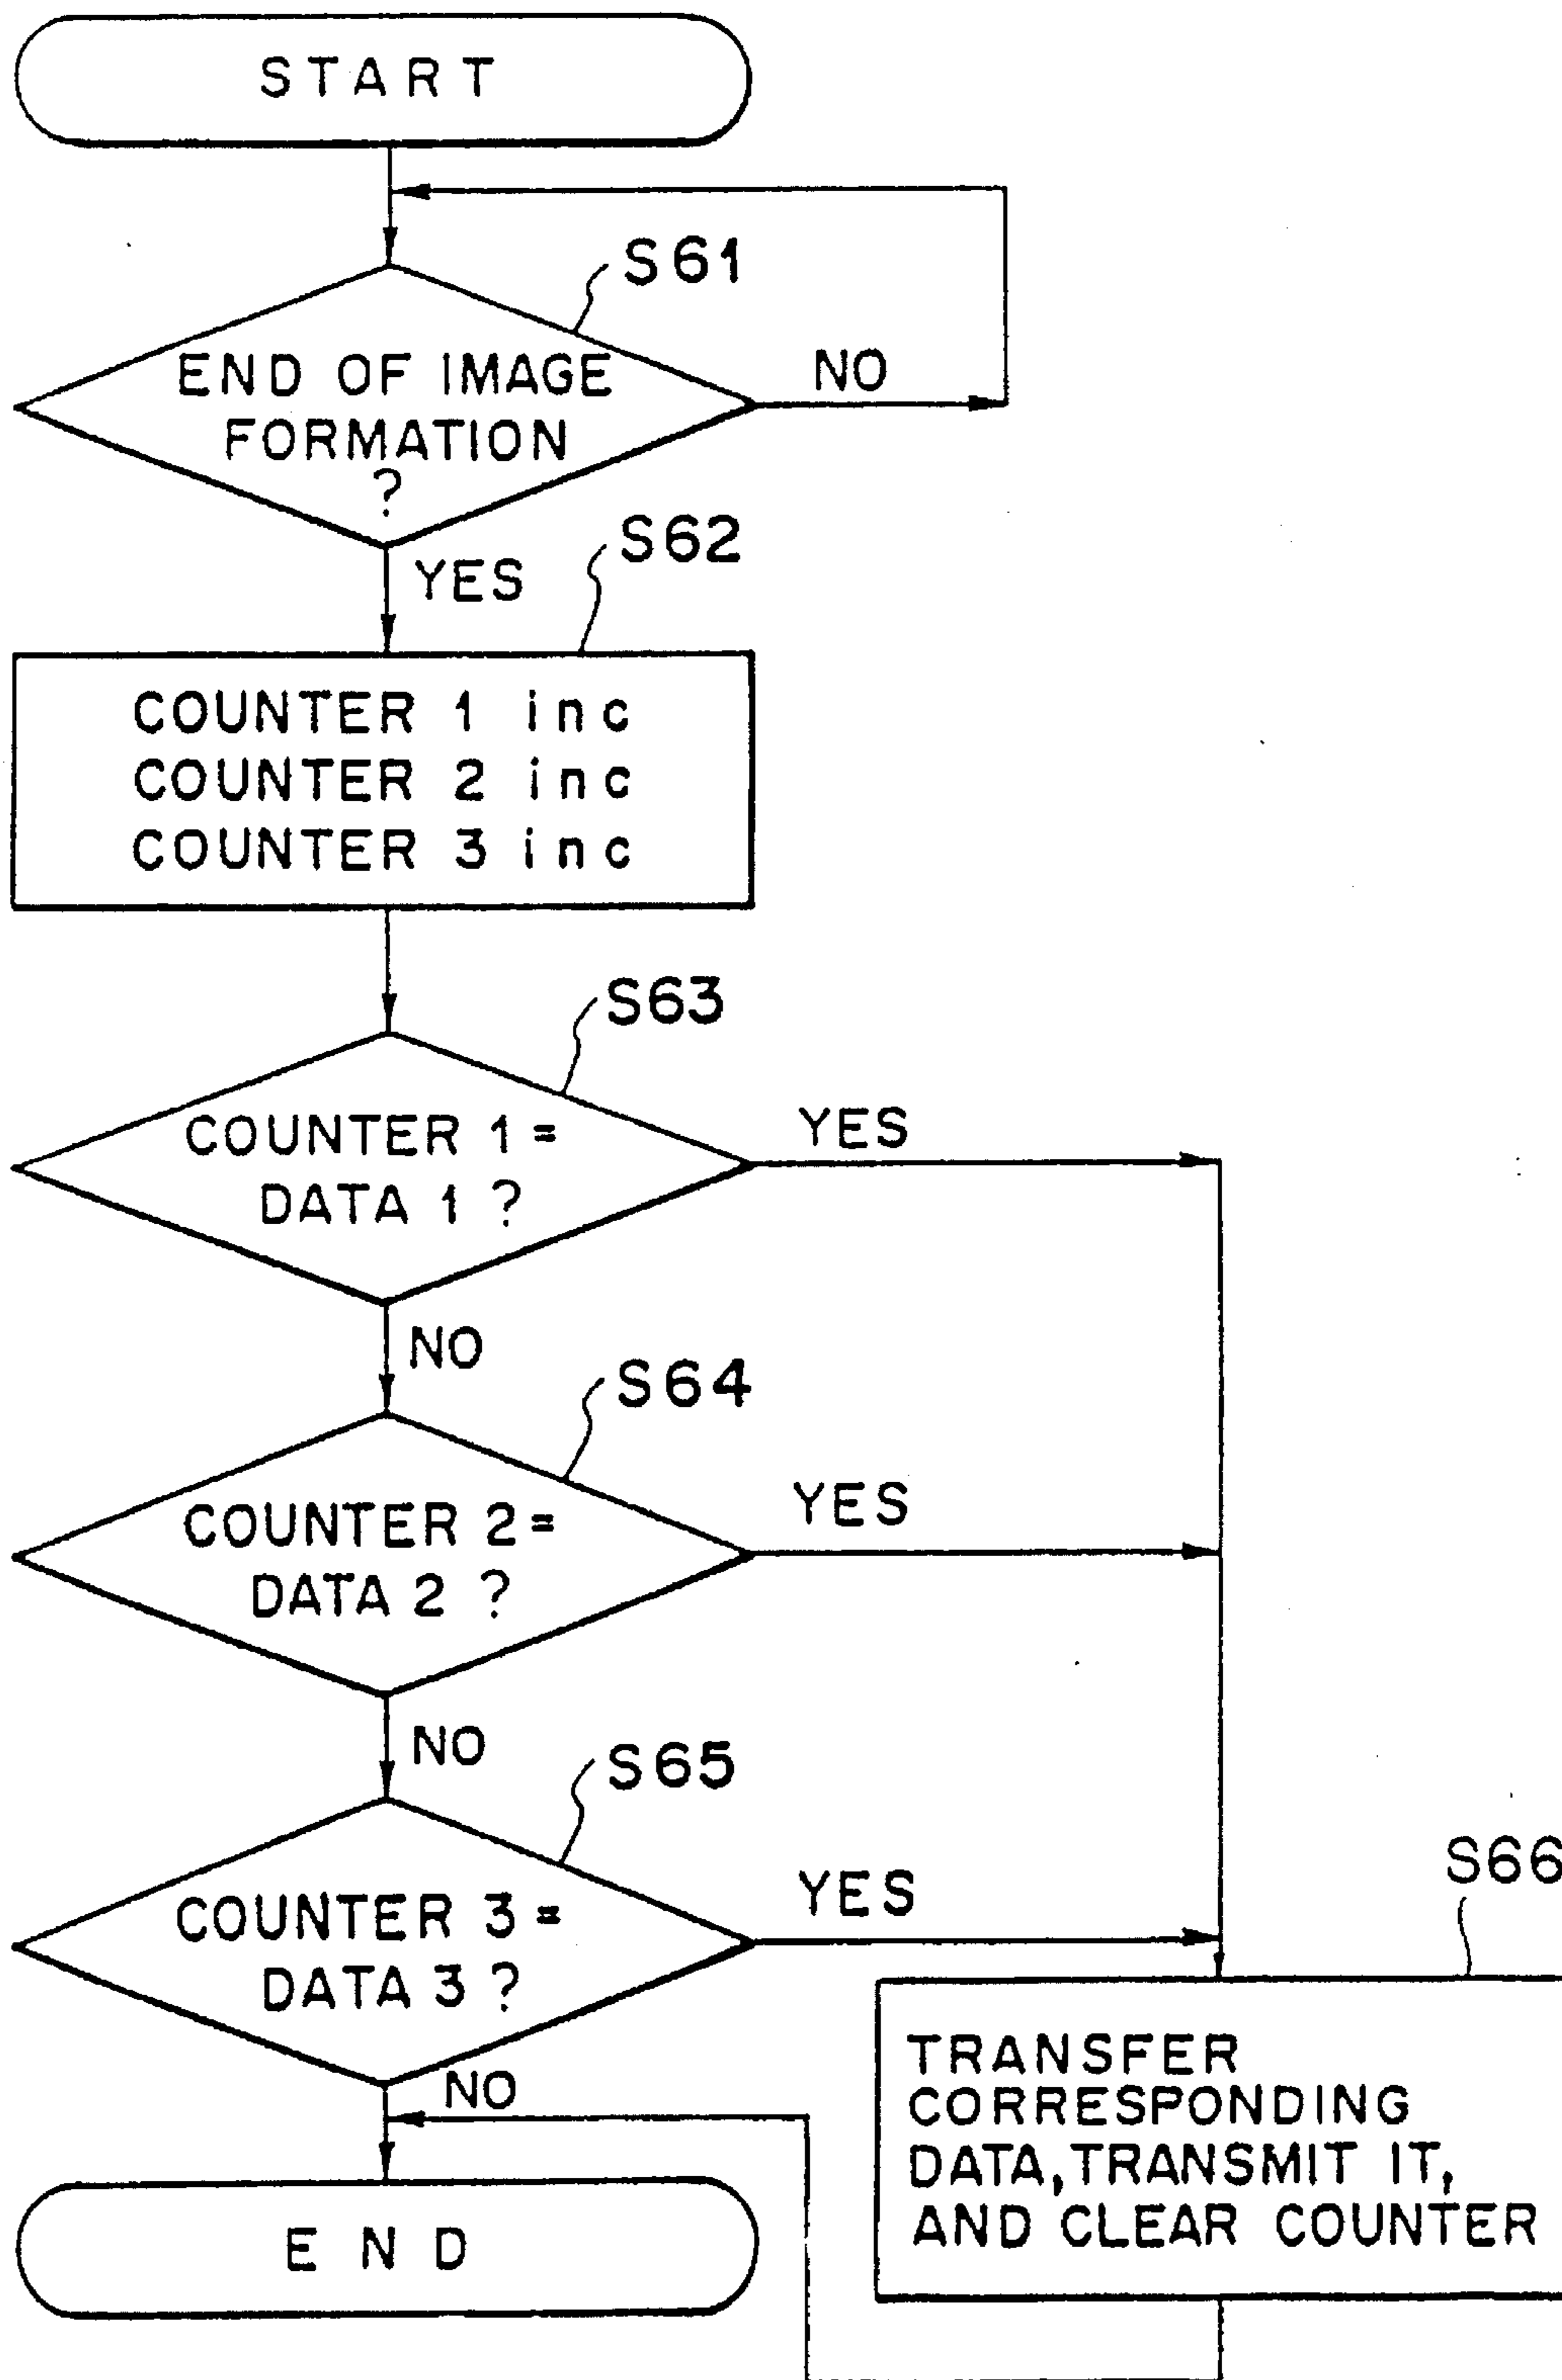 START
S61
END OF IMAGE
FORMATION
?
NO
YES
S62
COUNTER 1 inc
COUNTER 2 inc
COUNTER 3 inc
S63
COUNTER 1 =
DATA 1 ?
YES
NO
S64
COUNTER 2 =
DATA 2 ?
YES
NO
S65
COUNTER 3 =
DATA 3 ?
YES
NO
S66
TRANSFER
CORRESPONDING
DATA, TRANSMIT IT,
AND CLEAR COUNTER
END